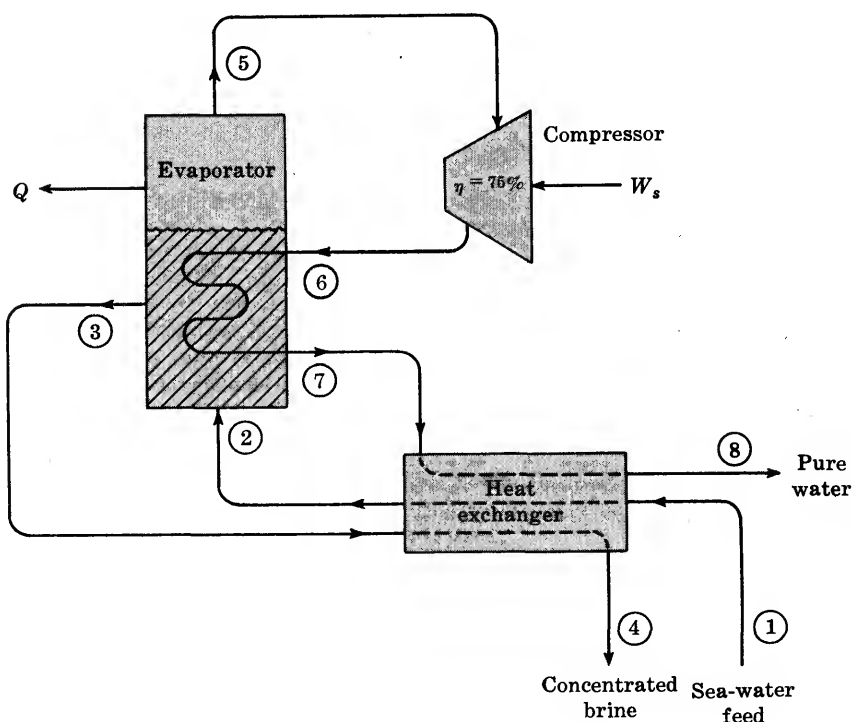 5
Compressor
Evaporator
Q
η = 75%
W_s
6
3
7
2
8
Pure
water
Heat
exchanger
4
1
Concentrated
brine
Sea-water
feed